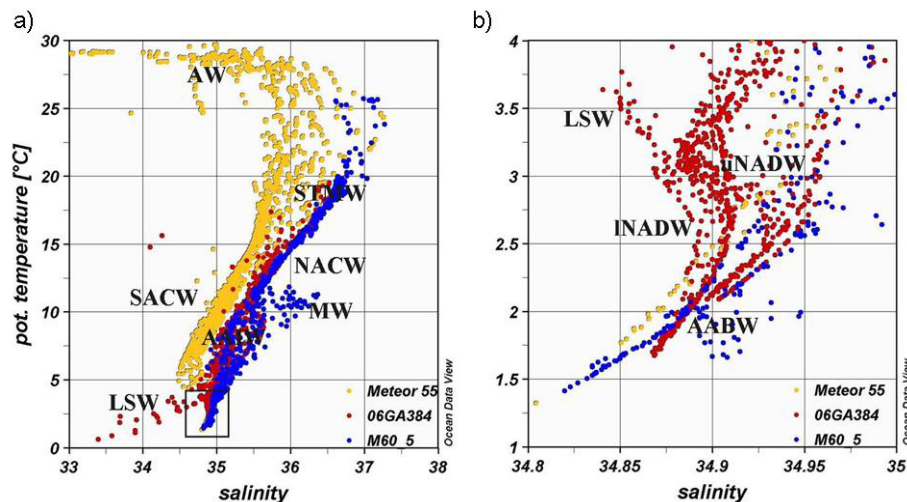 a)
pot. temperature [°C]
30
25
20
15
10
5
0
AW
STMW
NACW
SACW
MW
AAIW
LSW
Meteor 55
06GA384
M60_5
Ocean Data View
33
34
35
36
37
38
salinity
b)
4
3.5
3
2.5
2
1.5
1
LSW
uNADW
lNADW
AABW
Meteor 55
06GA384
M60_5
Ocean Data View
34.8
34.85
34.9
34.95
35
salinity